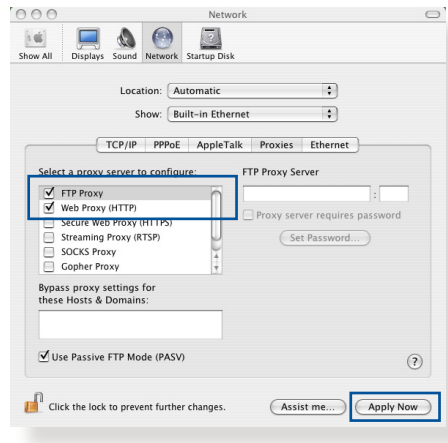 Network
Show All Displays Sound Network Startup Disk
Location: Automatic
Show: Built-in Ethernet
TCP/IP PPPoE AppleTalk Proxies Ethernet
Select a proxy server to configure:
FTP Proxy Server
FTP Proxy
Web Proxy (HTTP)
:
Secure Web Proxy (HTTPS)
Proxy server requires password
Streaming Proxy (RTSP)
Set Password...
SOCKS Proxy
Gopher Proxy
Bypass proxy settings for
these Hosts & Domains:
Use Passive FTP Mode (PASV)
?
Click the lock to prevent further changes.
Assist me...
Apply Now